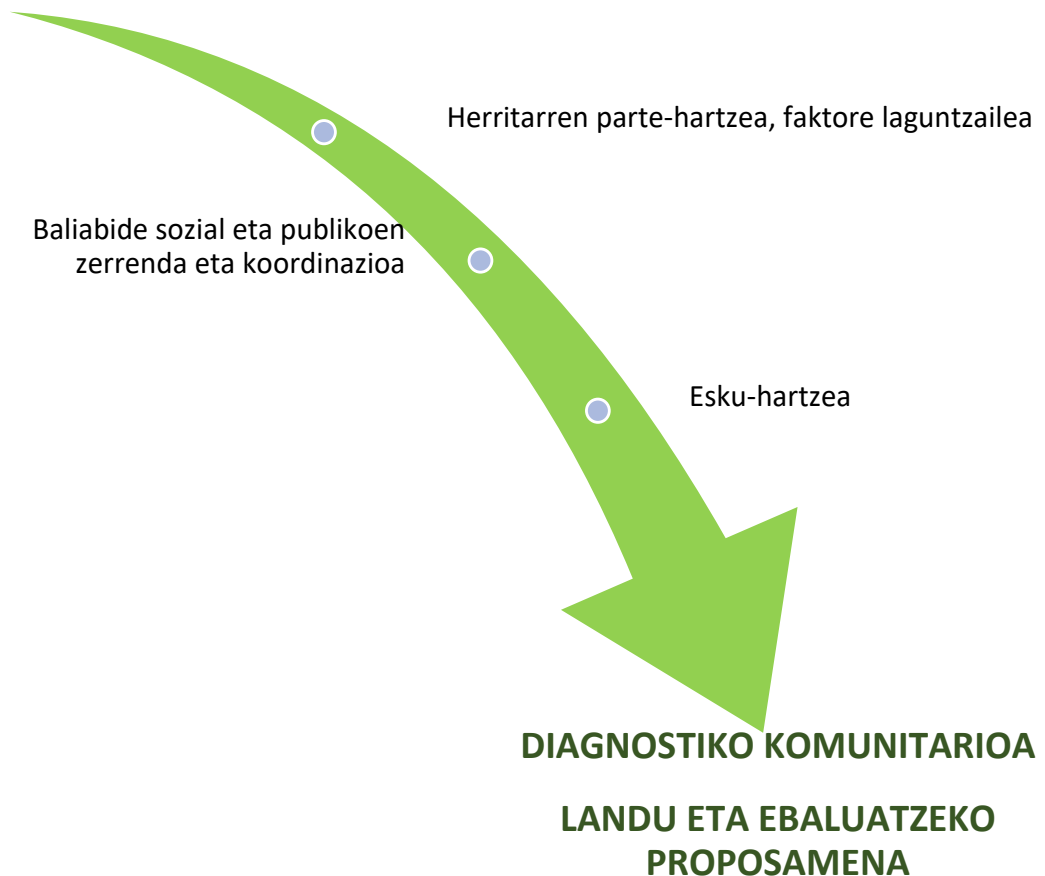 Herritarren parte-hartzea, faktore laguntzailea
Baliabide sozial eta publikoen
zerrenda eta koordinazioa
Esku-hartzea
DIAGNOSTIKO KOMUNITARIOA
LANDU ETA EBALUATZEKO
PROPOSAMENA